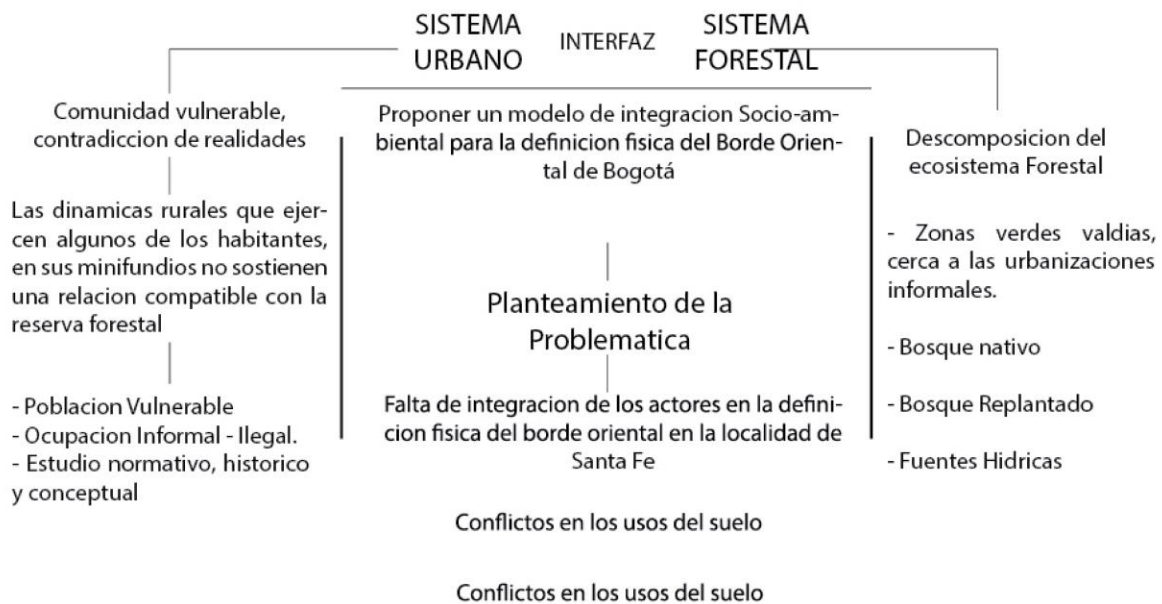 SISTEMA
URBANO
INTERFAZ
SISTEMA
FORESTAL
Comunidad vulnerable,
contradiccion de realidades
Las dinamicas rurales que ejer-
cen algunos de los habitantes,
en sus minifundios no sostienen
una relacion compatible con la
reserva forestal
- Poblacion Vulnerable
- Ocupacion Informal - Ilegal.
- Estudio normativo, historico
y conceptual
Proponer un modelo de integracion Socio-am-
biental para la definicion fisica del Borde Orien-
tal de Bogotá
Planteamiento de la
Problematica
Falta de integracion de los actores en la defini-
cion fisica del borde oriental en la localidad de
Santa Fe
Conflictos en los usos del suelo
Conflictos en los usos del suelo
Descomposicion del
ecosistema Forestal
- Zonas verdes valdias,
cerca a las urbanizaciones
informales.
- Bosque nativo
- Bosque Replantado
- Fuentes Hidricas